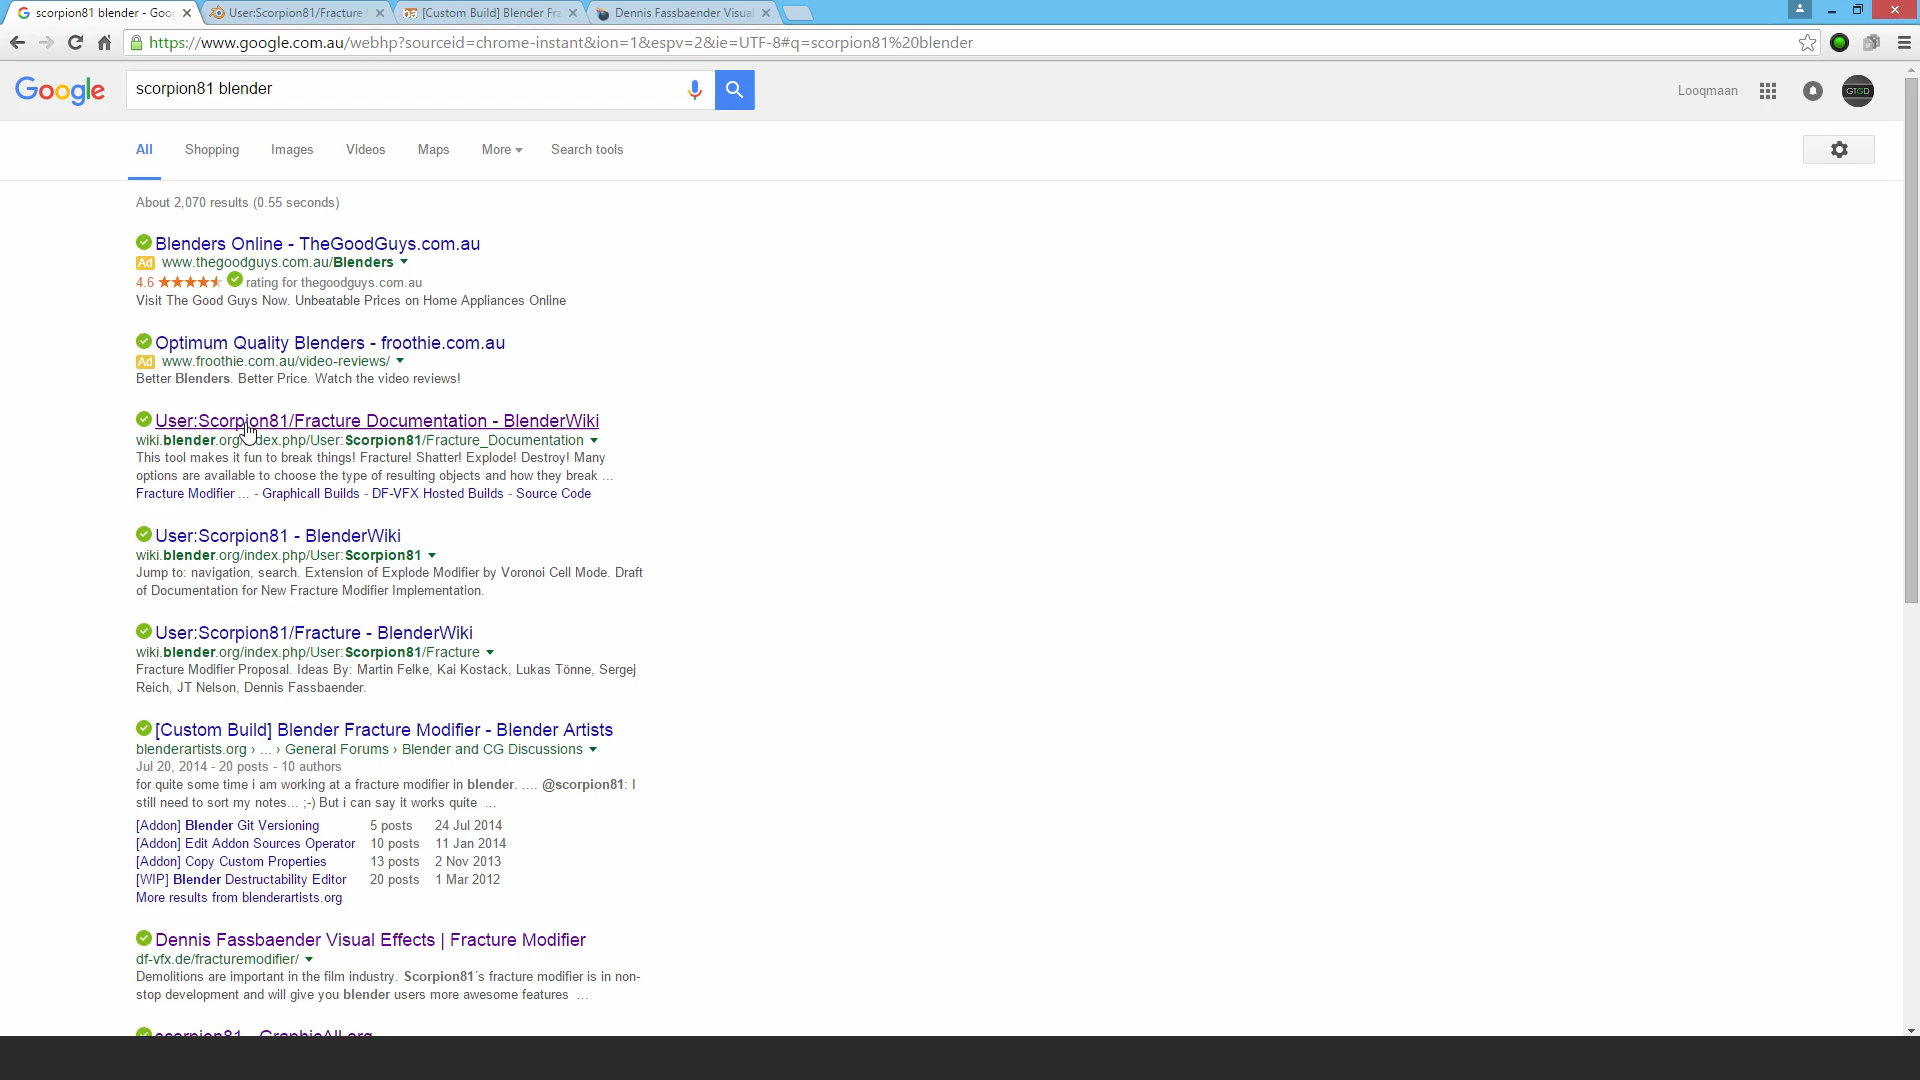 scorpion81 blender - Goo
User:Scorpion81/Fracture
[Custom Build] Blender Fra
Dennis Fassbaender Visual
https://www.google.com.au/webhp?sourceid=chrome-instant&ion=1&espv=2&ie=UTF-8#q=scorpion81%20blender
Google
scorpion81 blender
Looqmaan
GTGD
All Shopping Images Videos Maps More Search tools
About 2,070 results (0.55 seconds)
Blenders Online - TheGoodGuys.com.au
Ad www.thegoodguys.com.au/Blenders
4.6 rating for thegoodguys.com.au
Visit The Good Guys Now. Unbeatable Prices on Home Appliances Online
Optimum Quality Blenders - froothie.com.au
Ad www.froothie.com.au/video-reviews/
Better Blenders. Better Price. Watch the video reviews!
User:Scorpion81/Fracture Documentation - BlenderWiki
wiki.blender.org/index.php/User:Scorpion81/Fracture_Documentation
This tool makes it fun to break things! Fracture! Shatter! Explode! Destroy! Many
options are available to choose the type of resulting objects and how they break ...
Fracture Modifier ... - Graphicall Builds - DF-VFX Hosted Builds - Source Code
User:Scorpion81 - BlenderWiki
wiki.blender.org/index.php/User:Scorpion81
Jump to: navigation, search. Extension of Explode Modifier by Voronoi Cell Mode. Draft
of Documentation for New Fracture Modifier Implementation.
User:Scorpion81/Fracture - BlenderWiki
wiki.blender.org/index.php/User:Scorpion81/Fracture
Fracture Modifier Proposal. Ideas By: Martin Felke, Kai Kostack, Lukas Tönne, Sergej
Reich, JT Nelson, Dennis Fassbaender.
[Custom Build] Blender Fracture Modifier - Blender Artists
blenderartists.org › ... › General Forums › Blender and CG Discussions
Jul 20, 2014 - 20 posts - 10 authors
for quite some time i am working at a fracture modifier in blender. .... @scorpion81: I
still need to sort my notes... ;-) But i can say it works quite ...
[Addon] Blender Git Versioning 5 posts 24 Jul 2014
[Addon] Edit Addon Sources Operator 10 posts 11 Jan 2014
[Addon] Copy Custom Properties 13 posts 2 Nov 2013
[WIP] Blender Destructability Editor 20 posts 1 Mar 2012
More results from blenderartists.org
Dennis Fassbaender Visual Effects | Fracture Modifier
df-vfx.de/fracturemodifier/
Demolitions are important in the film industry. Scorpion81´s fracture modifier is in non-
stop development and will give you blender users more awesome features ...
scorpion81 - GraphicAll.org